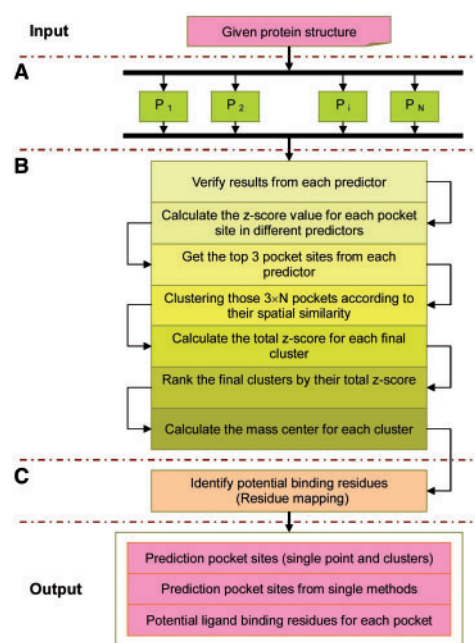 Input
Given protein structure
A
P 1
P 2
P i
P N
B
Verify results from each predictor
Calculate the z-score value for each pocket
site in different predictors
Get the top 3 pocket sites from each
predictor
Clustering those 3×N pockets according to
their spatial similarity
Calculate the total z-score for each final
cluster
Rank the final clusters by their total z-score
Calculate the mass center for each cluster
C
Identify potential binding residues
(Residue mapping)
Output
Prediction pocket sites (single point and clusters)
Prediction pocket sites from single methods
Potential ligand binding residues for each pocket